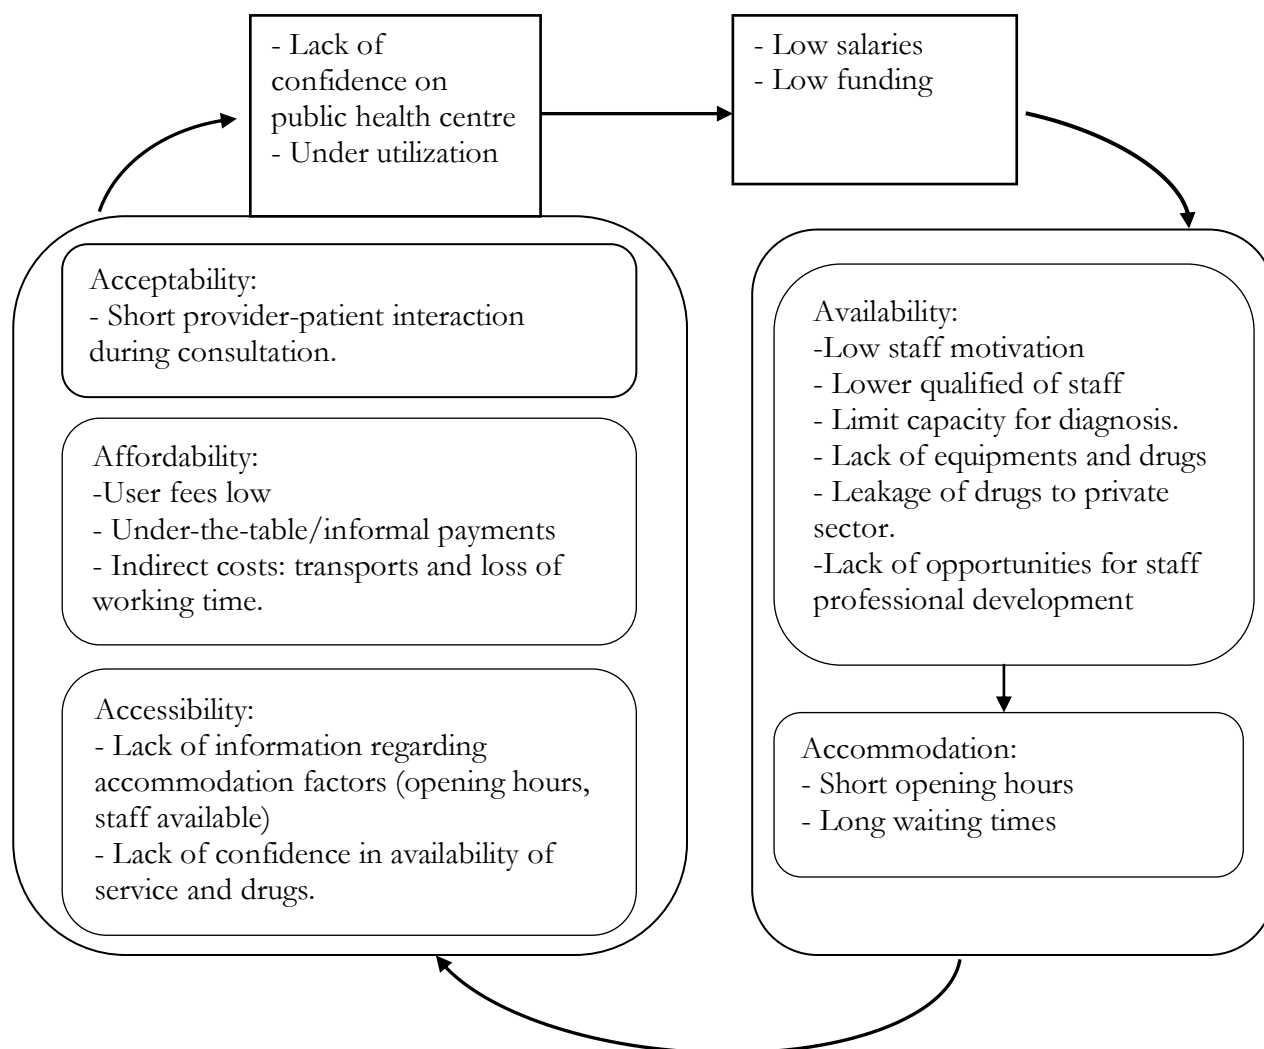 - Lack of
confidence on
public health centre
- Under utilization
- Low salaries
- Low funding
Acceptability:
- Short provider-patient interaction
during consultation.
Affordability:
-User fees low
- Under-the-table/informal payments
- Indirect costs: transports and loss of
working time.
Accessibility:
- Lack of information regarding
accommodation factors (opening hours,
staff available)
- Lack of confidence in availability of
service and drugs.
Availability:
-Low staff motivation
- Lower qualified of staff
- Limit capacity for diagnosis.
- Lack of equipments and drugs
- Leakage of drugs to private
sector.
-Lack of opportunities for staff
professional development
Accommodation:
- Short opening hours
- Long waiting times